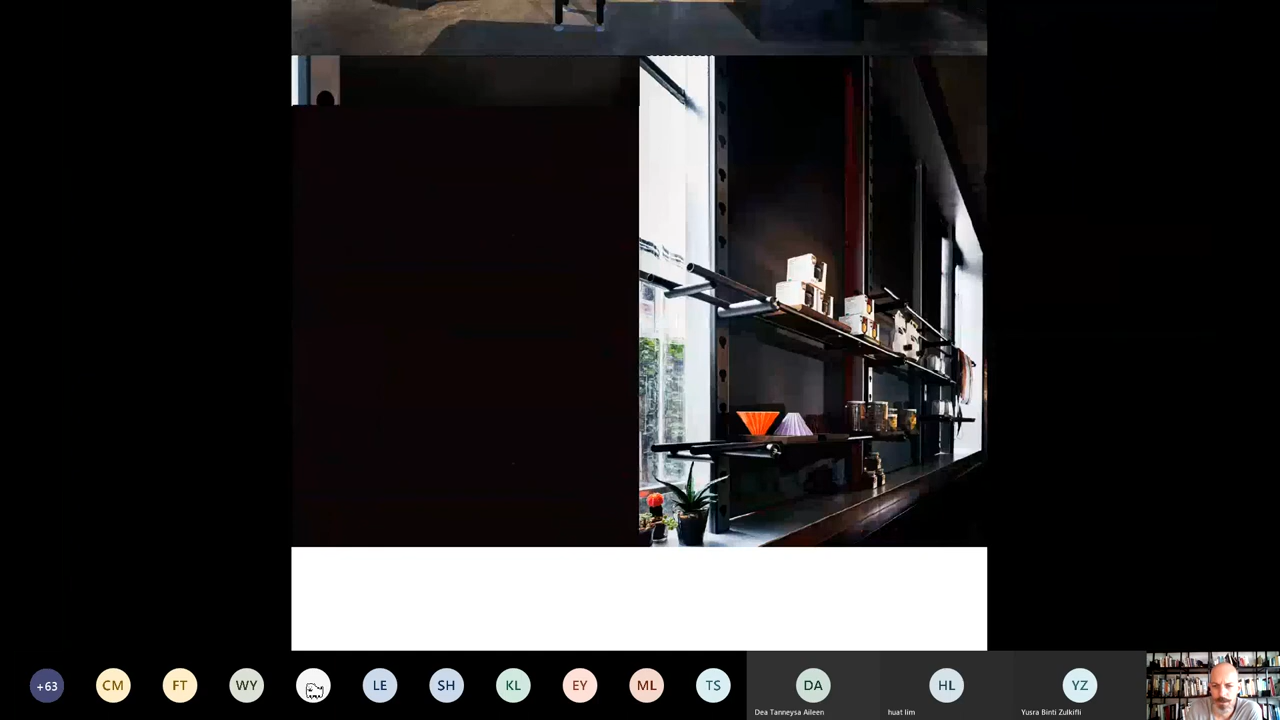 +63
CM
FT
WY
LE
SH
KL
EY
ML
TS
DA
HL
YZ
Dea Tanneysa Aileen
huat lim
Yusra Binti Zulkifli